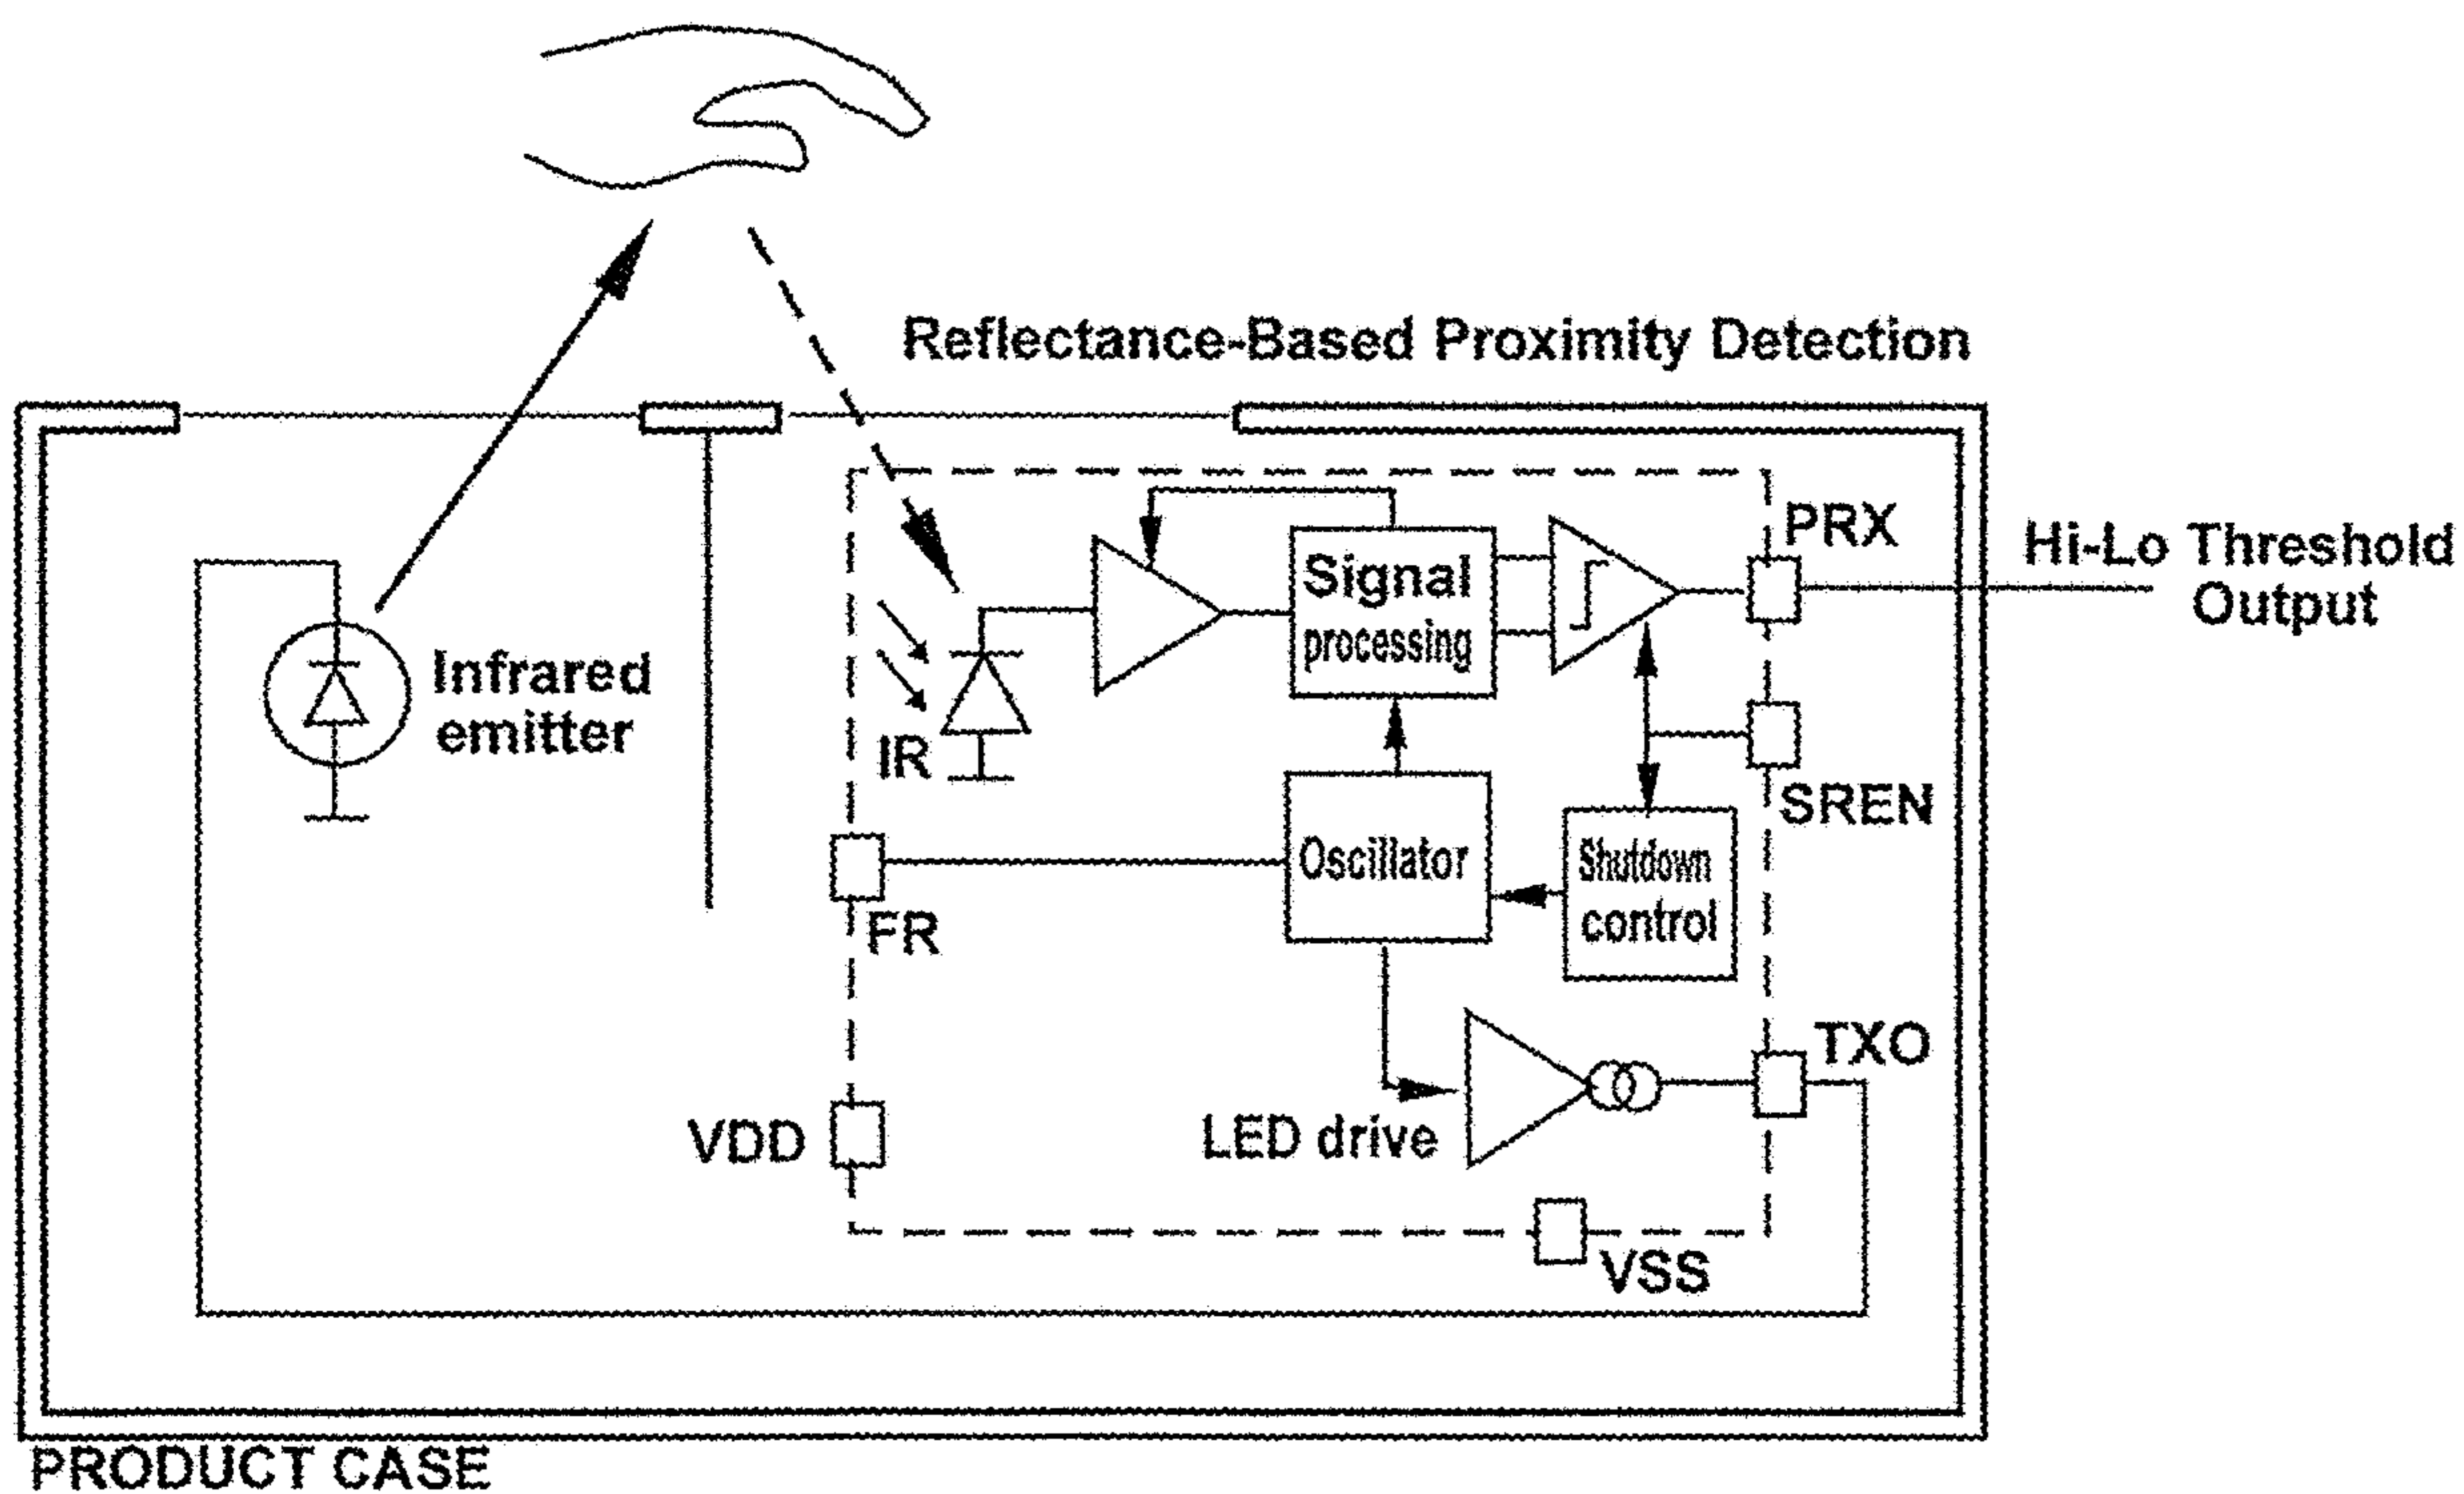 Reflectance-Based Proximity Detection
PRX
Hi-Lo Threshold
Output
Signal
processing
Infrared
emitter
IR
SREN
Oscillator
Shutdown
control
FR
TXO
VDD
LED drive
VSS
PRODUCT CASE